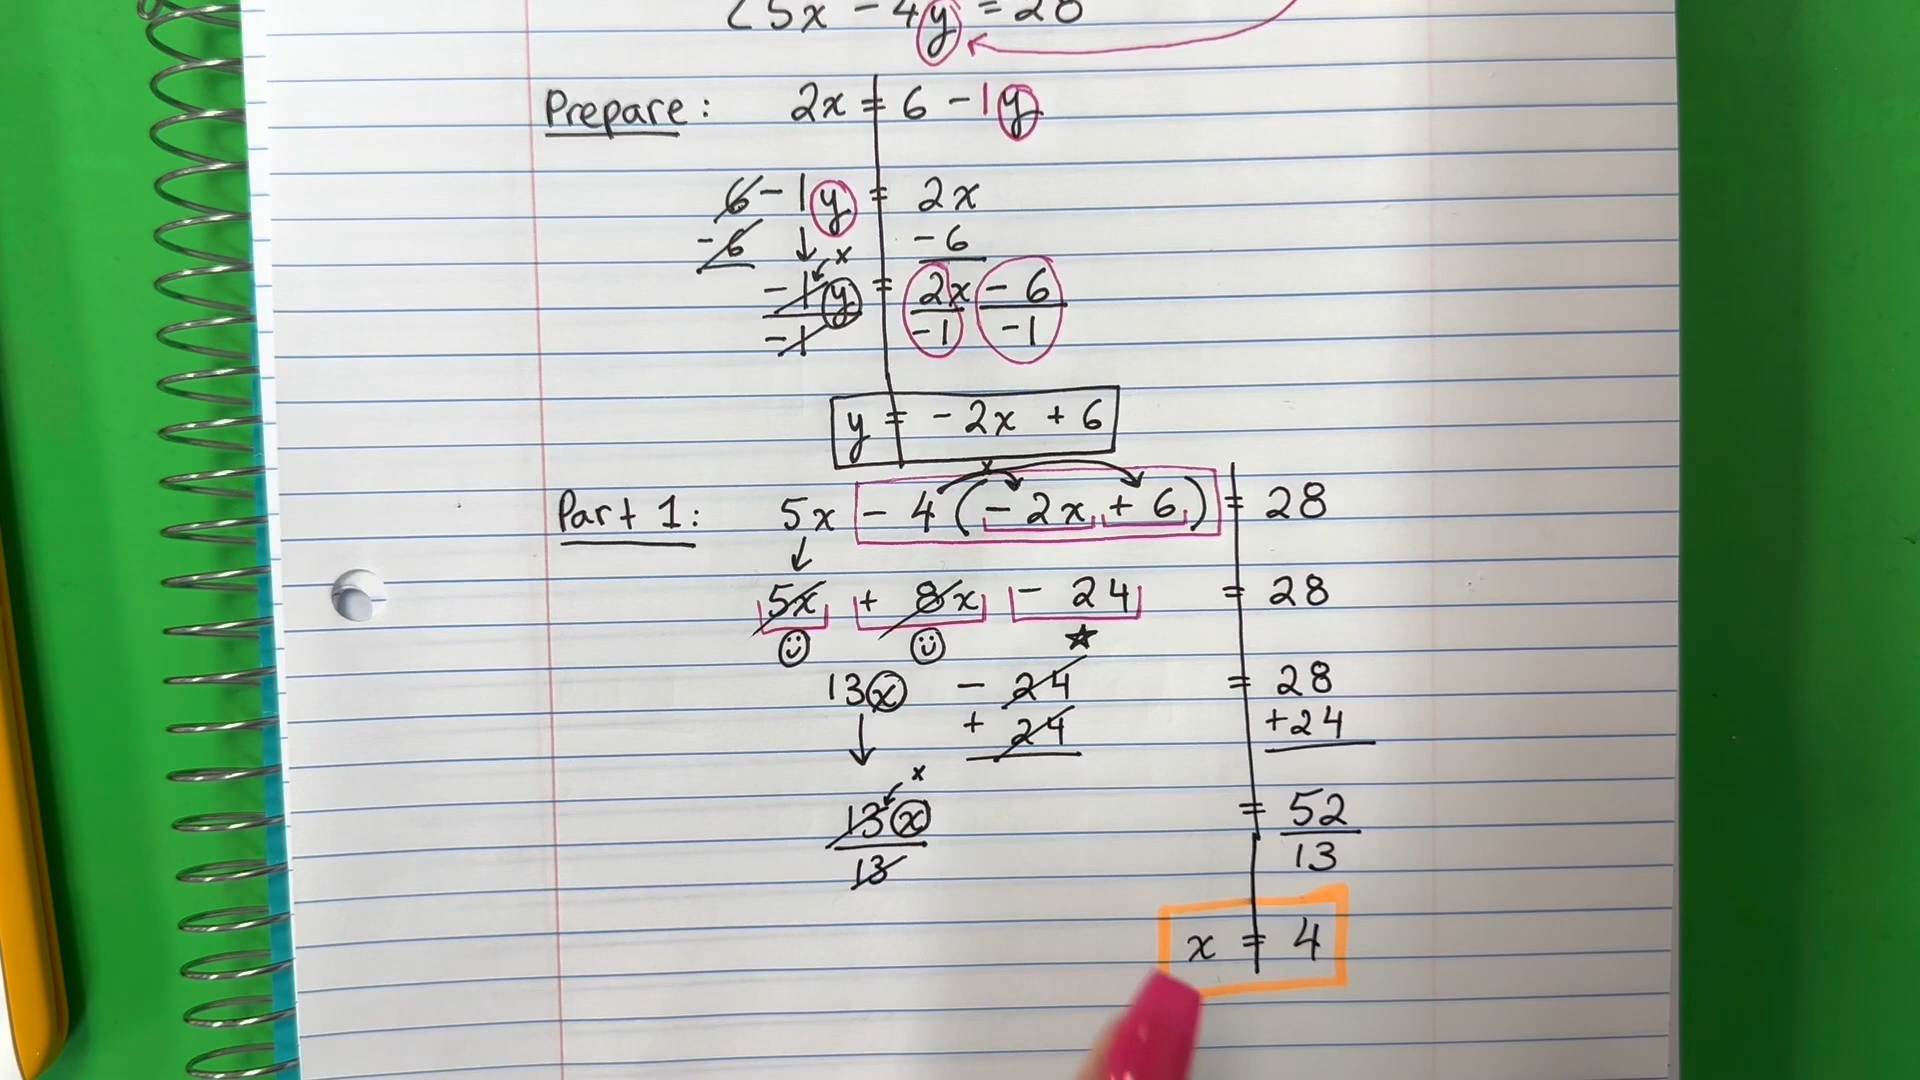 5x - 4y = 28
Prepare: 2x = 6 - 1y
6 - 1y = 2x
-6 -6
x
-1y = 2x - 6
-1 -1 -1
y = -2x + 6
x
Part 1: 5x - 4(-2x + 6) = 28
5x + 8x - 24 = 28
13x - 24 = 28
+ 24 +24
x
13x = 52
13 13
x = 4